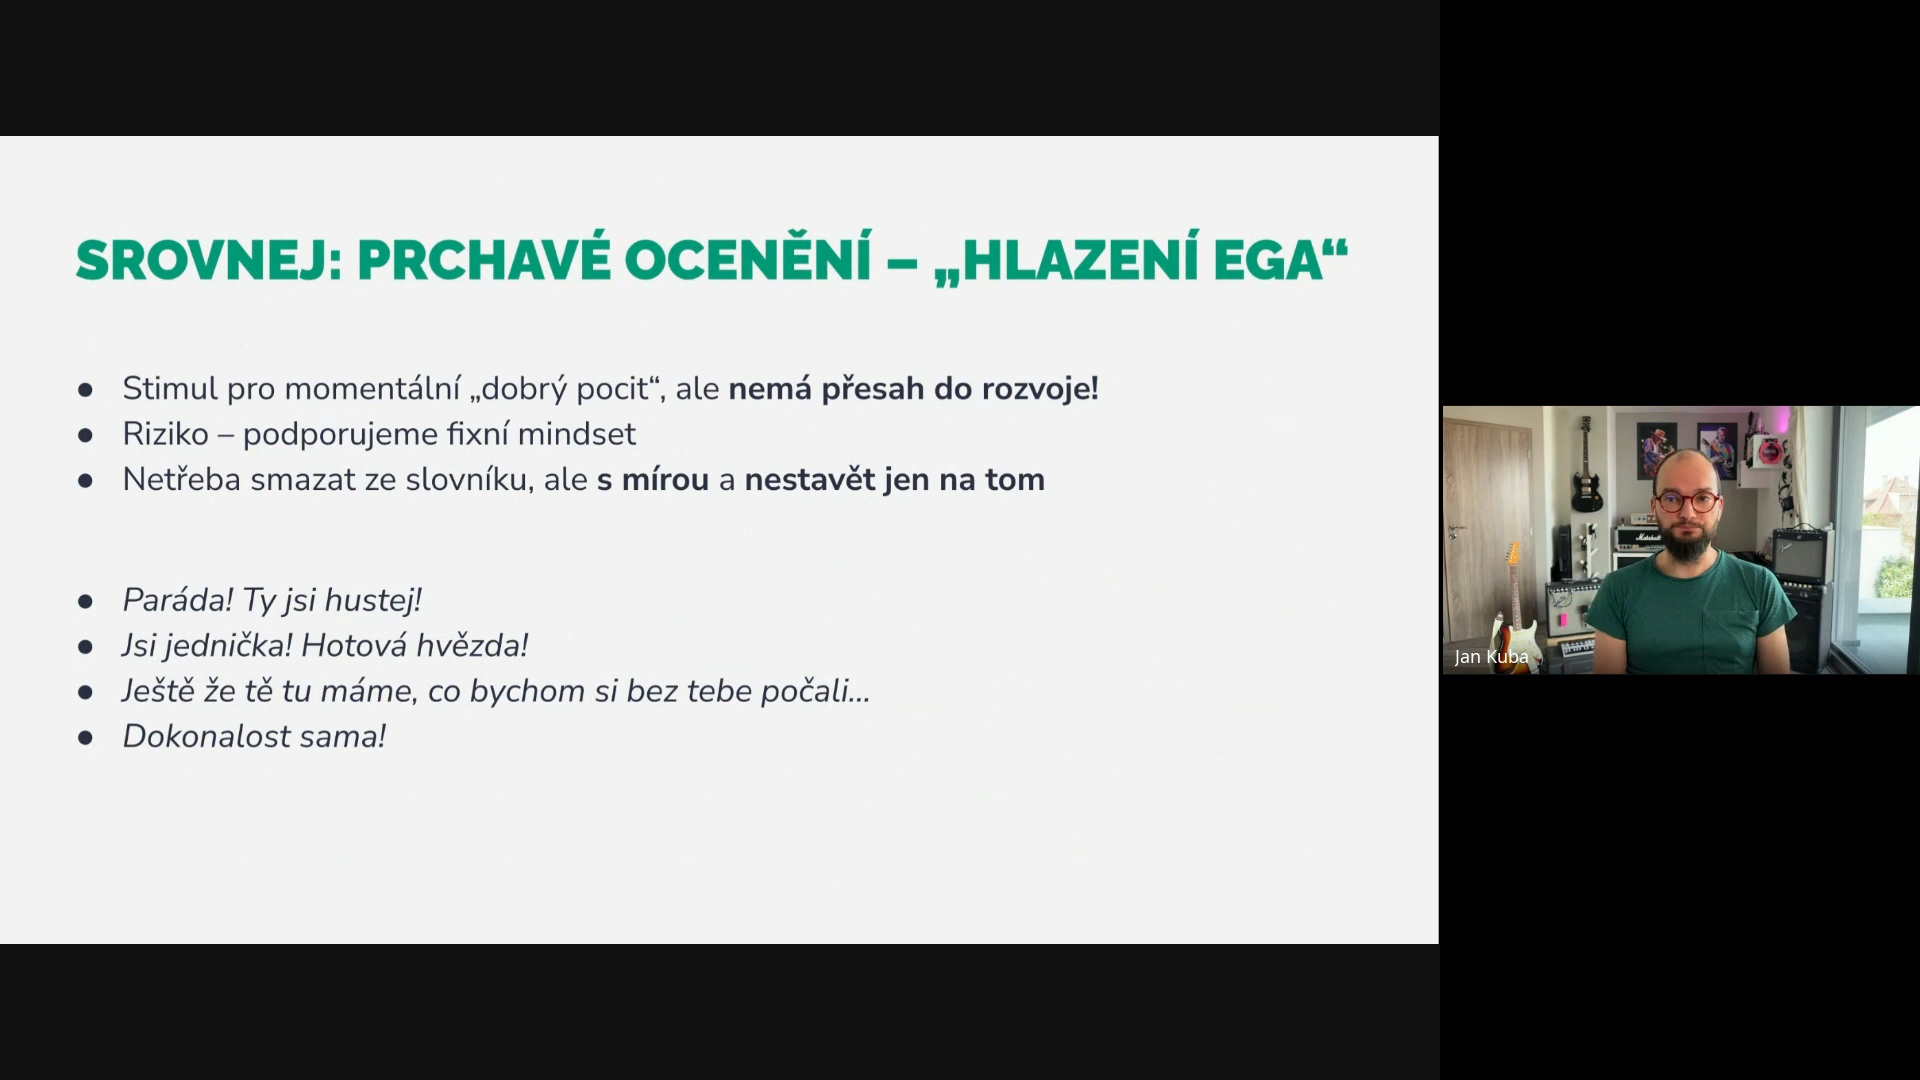 SROVNEJ: PRCHAVÉ OCENĚNÍ – „HLAZENÍ EGA“
● Stimul pro momentální „dobrý pocit“, ale nemá přesah do rozvoje!
● Riziko – podporujeme fixní mindset
● Netřeba smazat ze slovníku, ale s mírou a nestavět jen na tom
● Paráda! Ty jsi hustej!
● Jsi jednička! Hotová hvězda!
● Ještě že tě tu máme, co bychom si bez tebe počali...
● Dokonalost sama!
Marshall
Jan Kuba